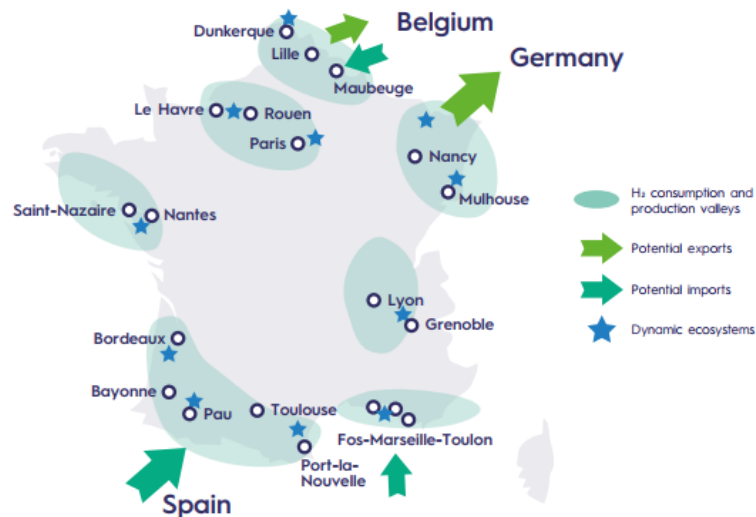 Belgium
Dunkerque
Lille
Maubeuge
Germany
Le Havre
Rouen
Paris
Nancy
Mulhouse
Saint-Nazaire
Nantes
H₂ consumption and
production valleys
Potential exports
Potential imports
Dynamic ecosystems
Lyon
Grenoble
Bordeaux
Bayonne
Pau
Toulouse
Fos-Marseille-Toulon
Port-la-
Nouvelle
Spain